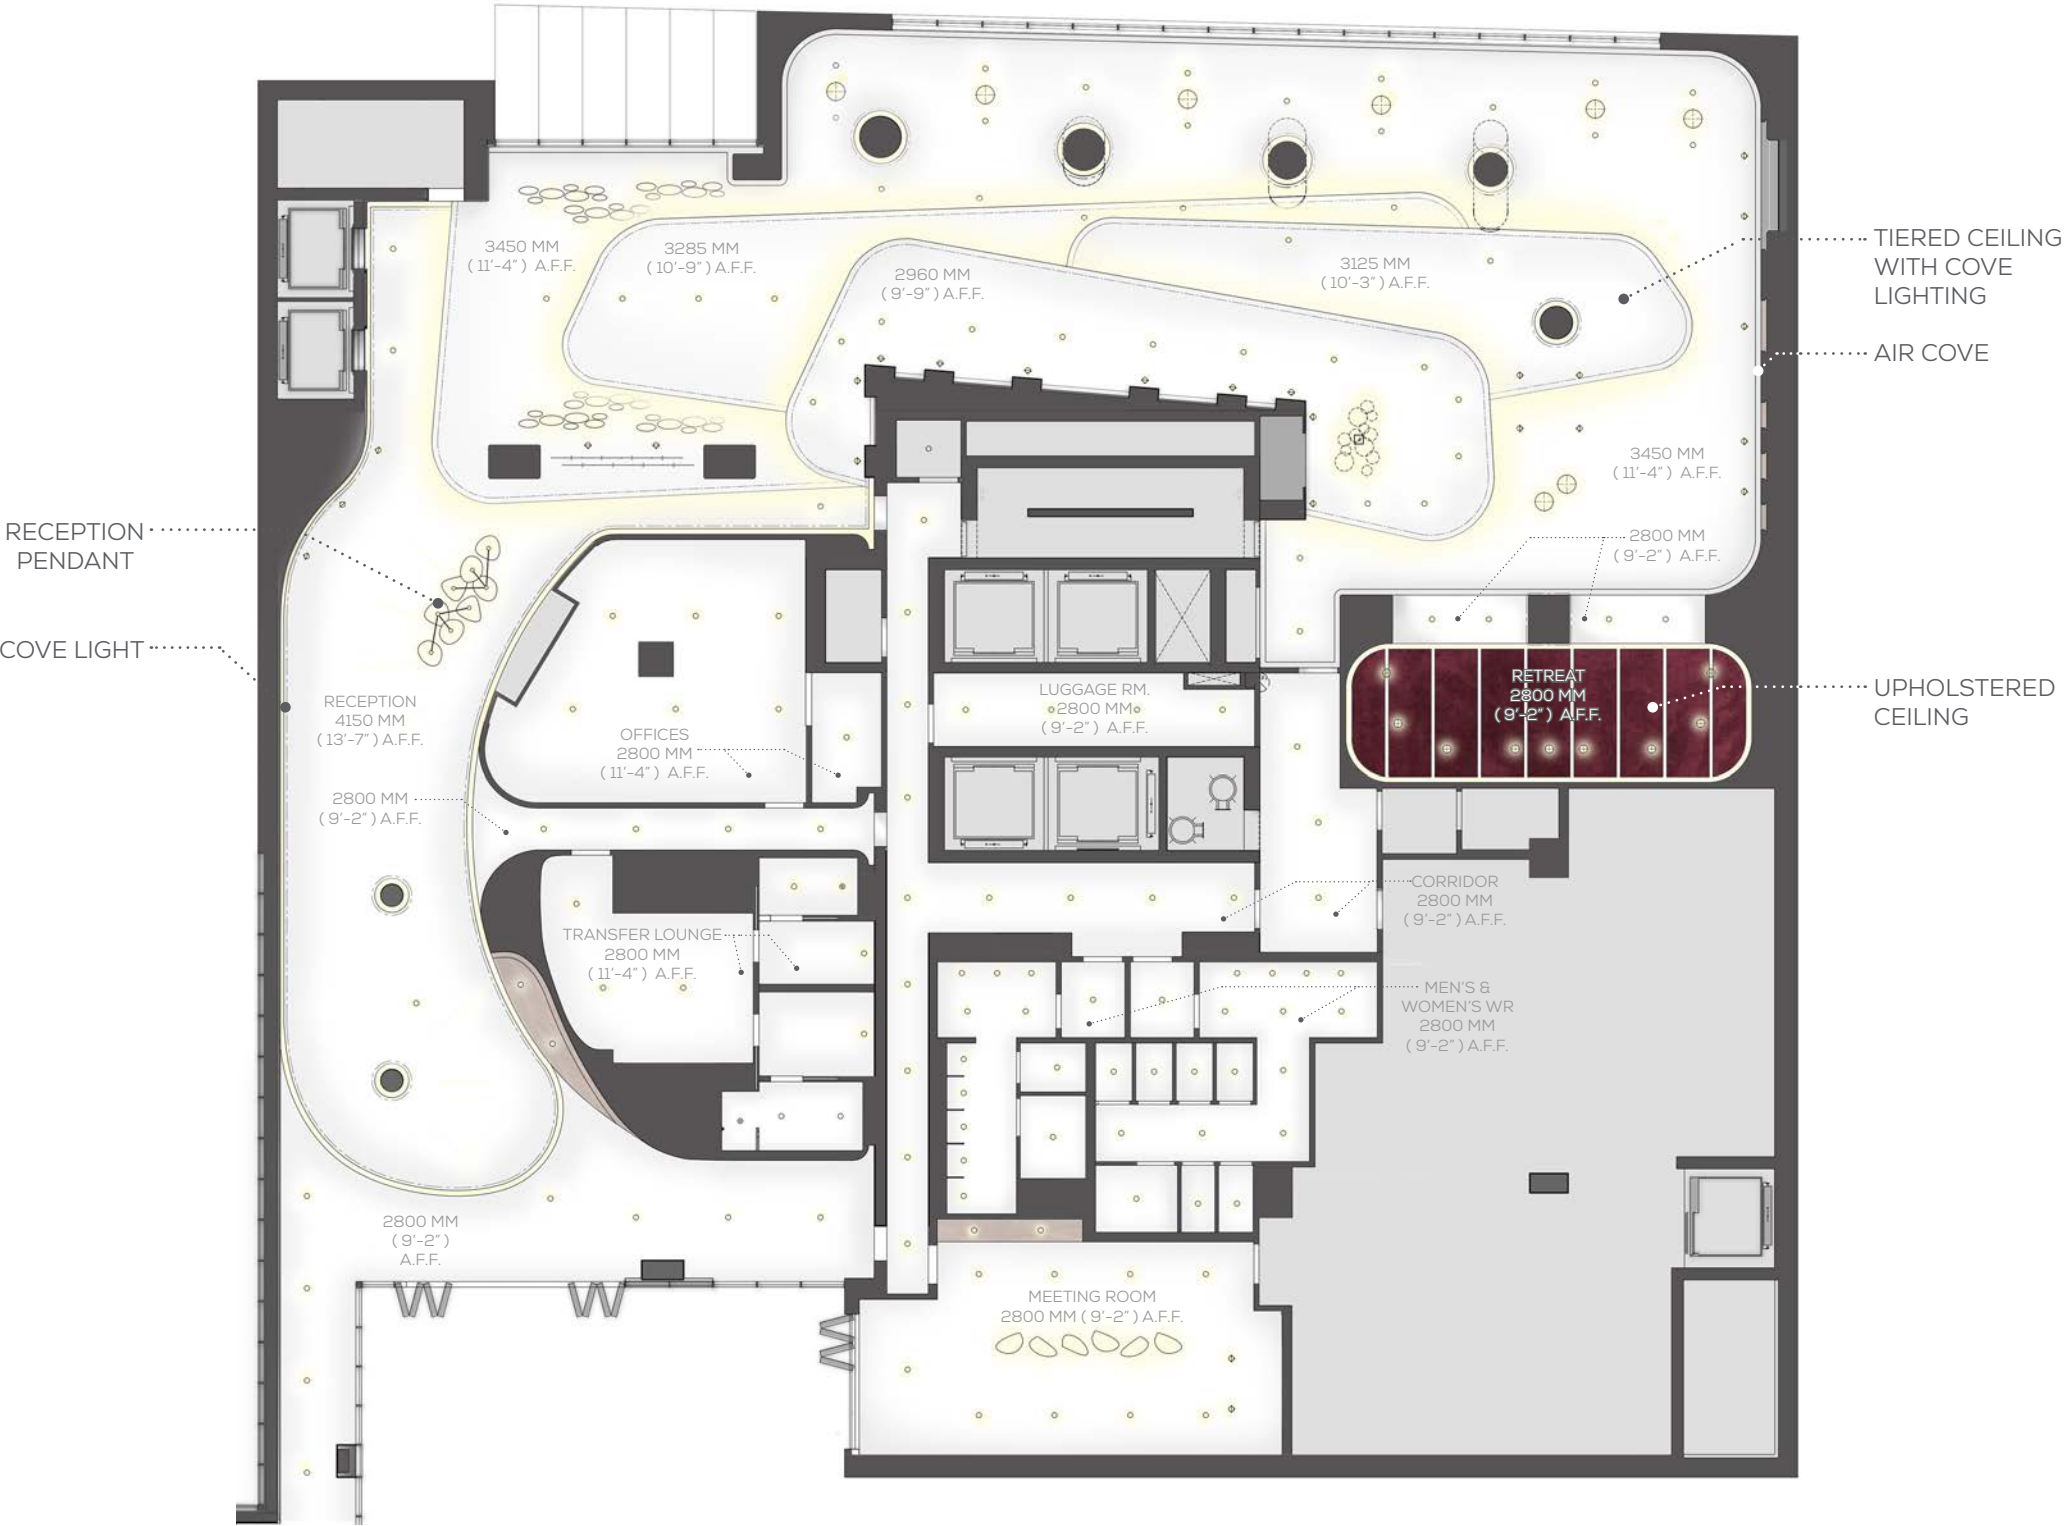 3450 MM
( 11'-4" ) A.F.F.
3285 MM
( 10'-9" ) A.F.F.
2960 MM
( 9'-9" ) A.F.F.
3125 MM
( 10'-3" ) A.F.F.
TIERED CEILING
WITH COVE
LIGHTING
AIR COVE
3450 MM
( 11'-4" ) A.F.F.
RECEPTION
PENDANT
2800 MM
( 9'-2" ) A.F.F.
COVE LIGHT
RETREAT
2800 MM
( 9'-2" ) A.F.F.
UPHOLSTERED
CEILING
RECEPTION
4150 MM
( 13'-7" ) A.F.F.
LUGGAGE RM.
2800 MM
( 9'-2" ) A.F.F.
OFFICES
2800 MM
( 11'-4" ) A.F.F.
2800 MM
( 9'-2" ) A.F.F.
CORRIDOR
2800 MM
( 9'-2" ) A.F.F.
TRANSFER LOUNGE
2800 MM
( 11'-4" ) A.F.F.
MEN'S &
WOMEN'S WR
2800 MM
( 9'-2" ) A.F.F.
2800 MM
( 9'-2" )
A.F.F.
MEETING ROOM
2800 MM ( 9'-2" ) A.F.F.